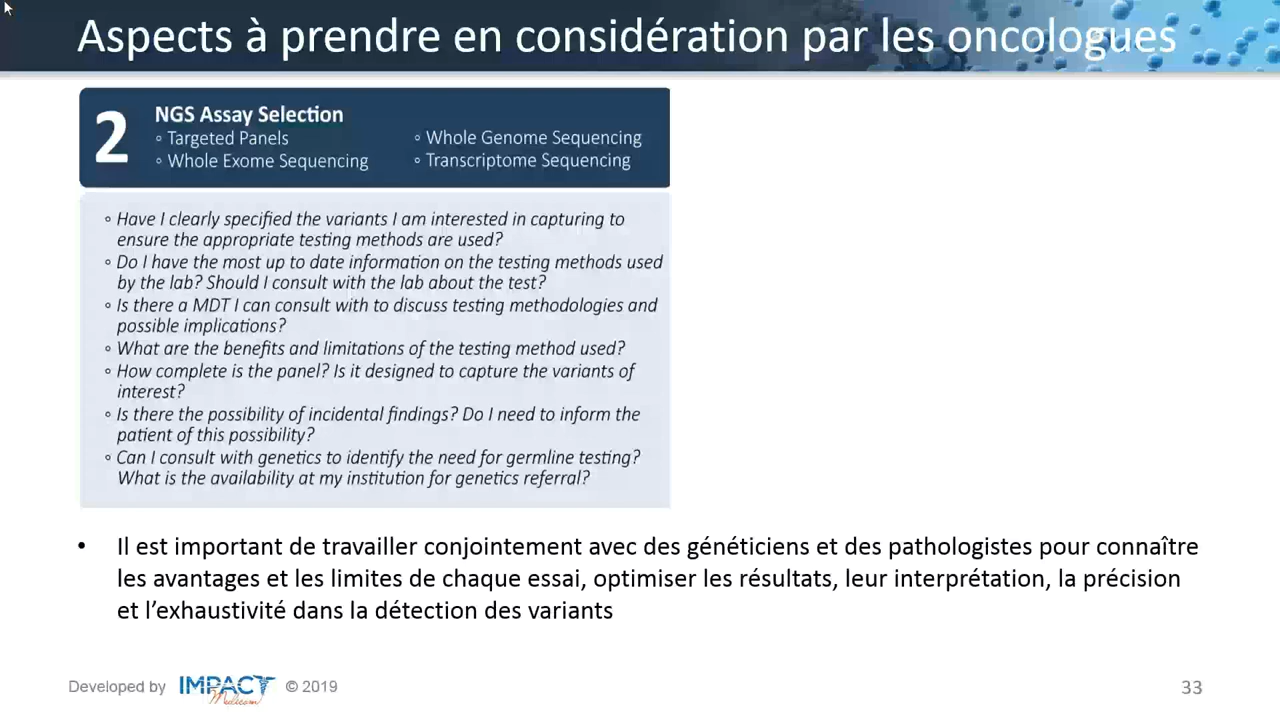 Aspects à prendre en considération par les oncologues
2
NGS Assay Selection
◦ Targeted Panels
◦ Whole Exome Sequencing
◦ Whole Genome Sequencing
◦ Transcriptome Sequencing
◦ Have I clearly specified the variants I am interested in capturing to
ensure the appropriate testing methods are used?
◦ Do I have the most up to date information on the testing methods used
by the lab? Should I consult with the lab about the test?
◦ Is there a MDT I can consult with to discuss testing methodologies and
possible implications?
◦ What are the benefits and limitations of the testing method used?
◦ How complete is the panel? Is it designed to capture the variants of
interest?
◦ Is there the possibility of incidental findings? Do I need to inform the
patient of this possibility?
◦ Can I consult with genetics to identify the need for germline testing?
What is the availability at my institution for genetics referral?
• Il est important de travailler conjointement avec des généticiens et des pathologistes pour connaître
les avantages et les limites de chaque essai, optimiser les résultats, leur interprétation, la précision
et l’exhaustivité dans la détection des variants
Developed by IMPACT Medicom © 2019
33